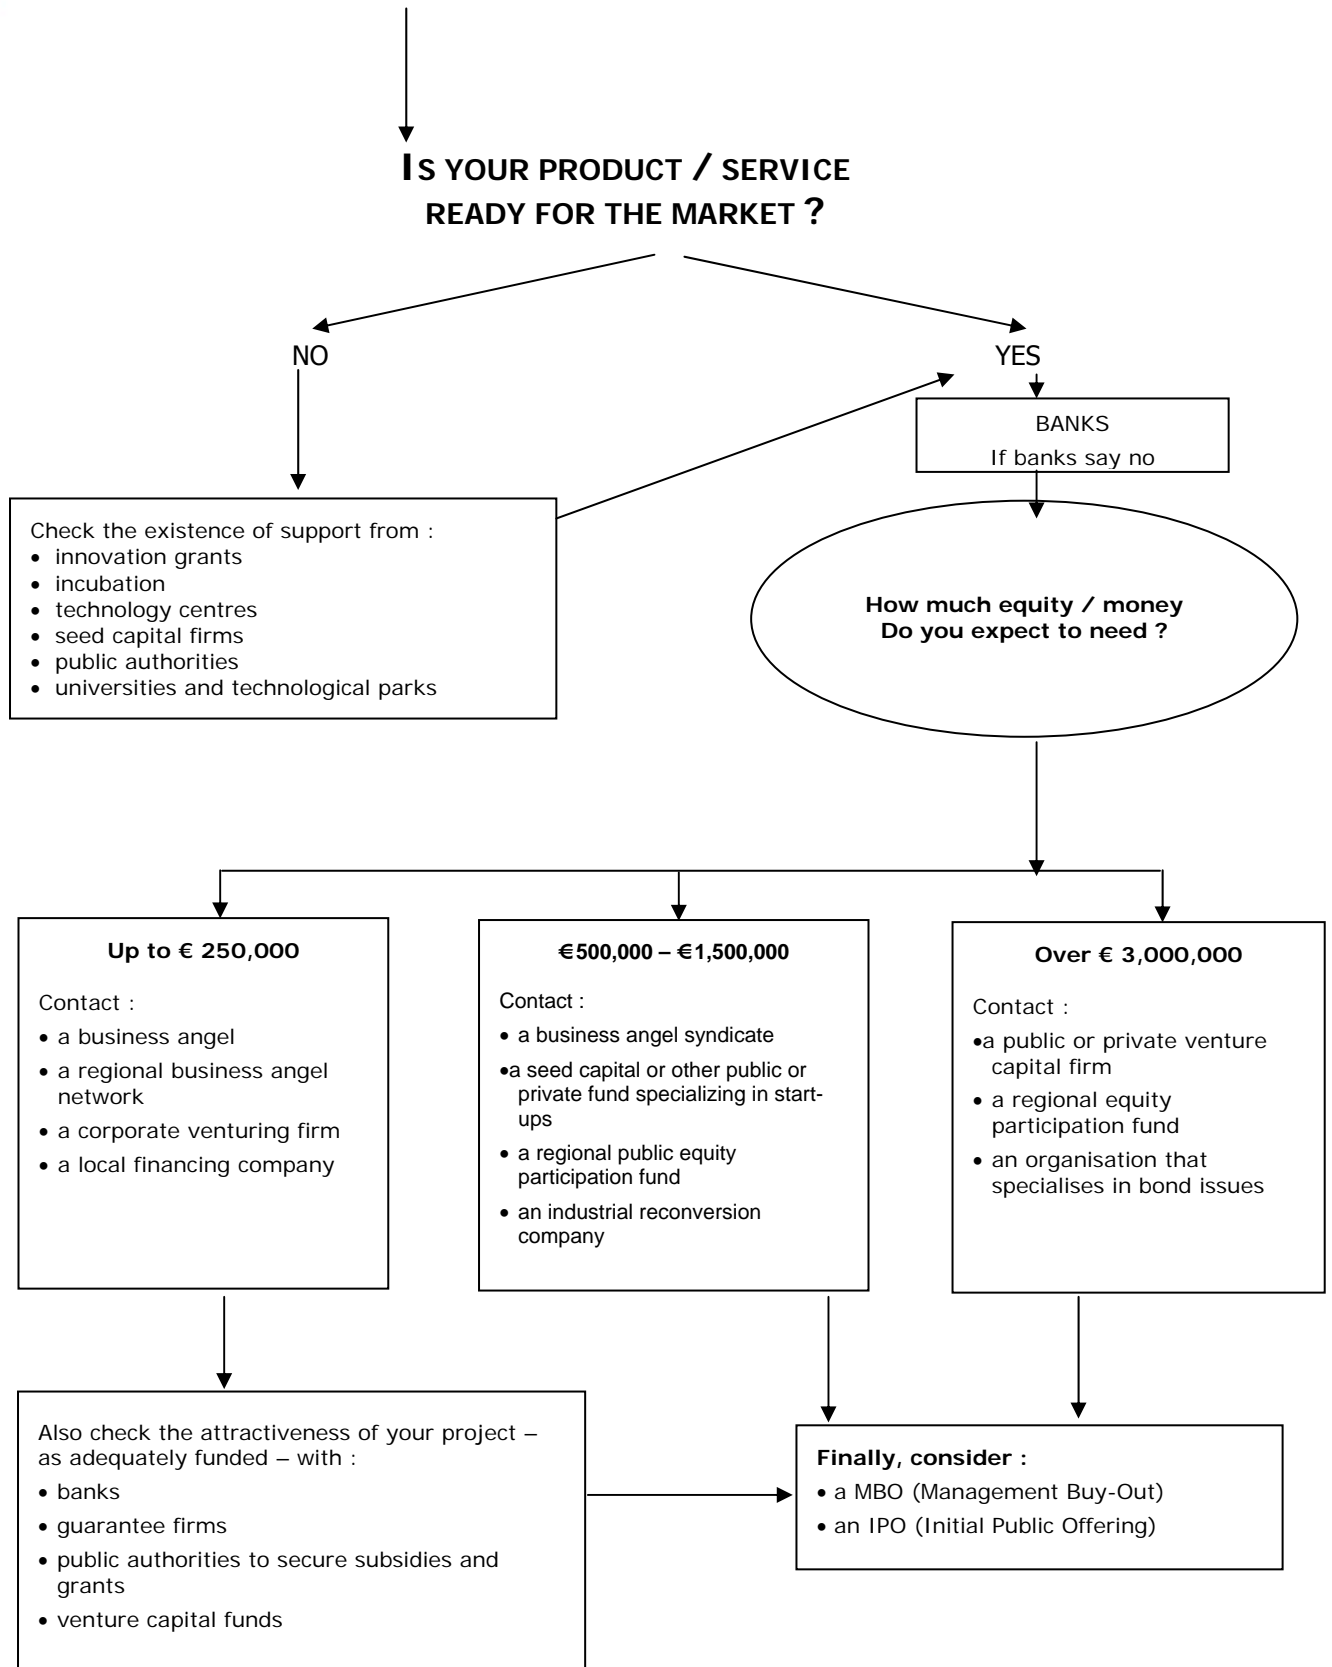 IS YOUR PRODUCT / SERVICE
READY FOR THE MARKET ?
NO
YES
BANKS
If banks say no
Check the existence of support from :
• innovation grants
• incubation
• technology centres
• seed capital firms
• public authorities
• universities and technological parks
How much equity / money
Do you expect to need ?
Up to € 250,000
Contact :
• a business angel
• a regional business angel
network
• a corporate venturing firm
• a local financing company
€500,000 – €1,500,000
Contact :
• a business angel syndicate
•a seed capital or other public or
private fund specializing in start-
ups
• a regional public equity
participation fund
• an industrial reconversion
company
Over € 3,000,000
Contact :
•a public or private venture
capital firm
• a regional equity
participation fund
• an organisation that
specialises in bond issues
Also check the attractiveness of your project –
as adequately funded – with :
• banks
• guarantee firms
• public authorities to secure subsidies and
grants
• venture capital funds
Finally, consider :
• a MBO (Management Buy-Out)
• an IPO (Initial Public Offering)